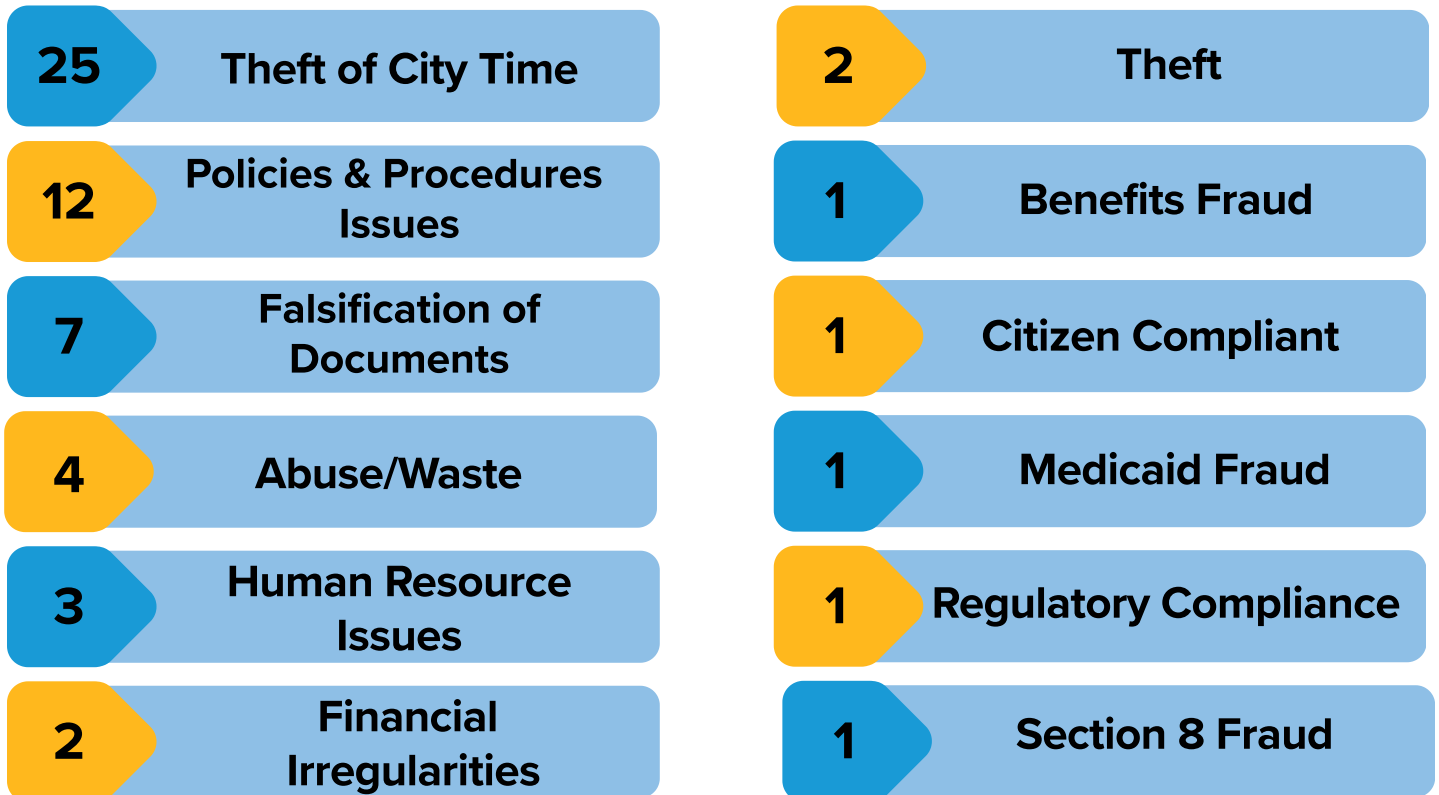 25
Theft of City Time
12
Policies & Procedures
Issues
7
Falsification of
Documents
4
Abuse/Waste
3
Human Resource
Issues
2
Financial
Irregularities
2
Theft
1
Benefits Fraud
1
Citizen Compliant
1
Medicaid Fraud
1
Regulatory Compliance
1
Section 8 Fraud